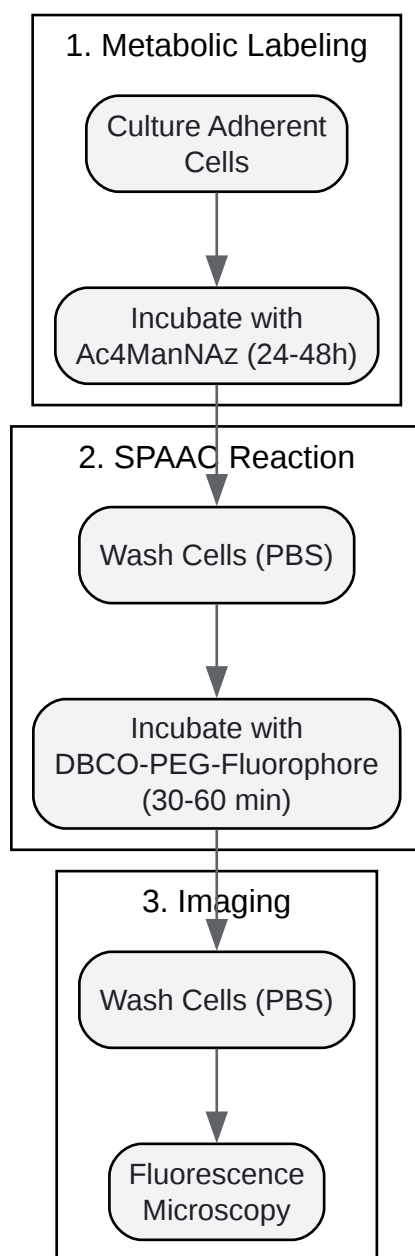 1. Metabolic Labeling
Culture Adherent
Cells
Incubate with
Ac4ManNAz (24-48h)
2. SPAAC Reaction
Wash Cells (PBS)
Incubate with
DBCO-PEG-Fluorophore
(30-60 min)
3. Imaging
Wash Cells (PBS)
Fluorescence
Microscopy